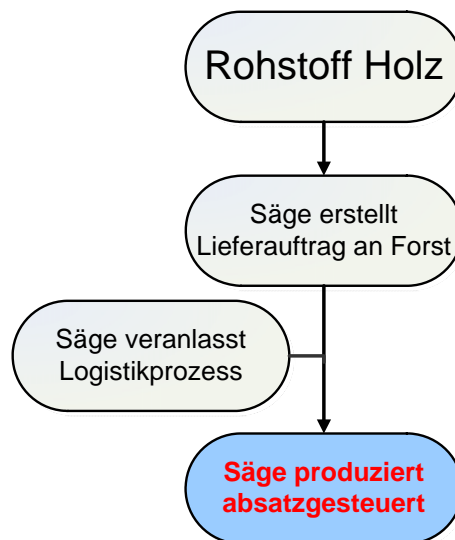 Rohstoff Holz
Säge erstellt
Lieferauftrag an Forst
Säge veranlasst
Logistikprozess
Säge produziert
absatzgesteuert